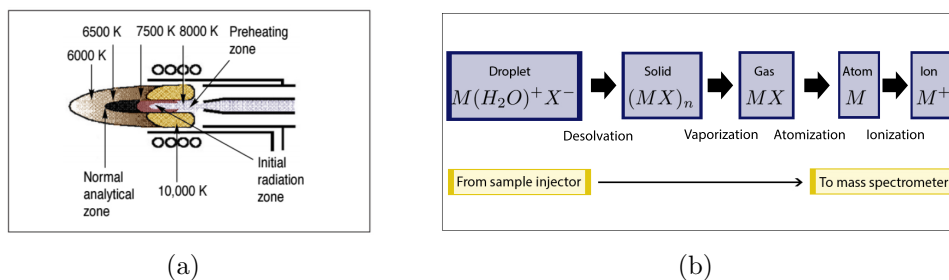 6000 K
6500 K
7500 K
8000 K
Preheating
zone
Normal
analytical
zone
10,000 K
Initial
radiation
zone
(a)
Droplet
M(H₂O)⁺X⁻
Solid
(MX)ₙ
Gas
MX
Atom
M
Ion
M⁺
Desolvation
Vaporization
Atomization
Ionization
From sample injector
To mass spectrometer
(b)